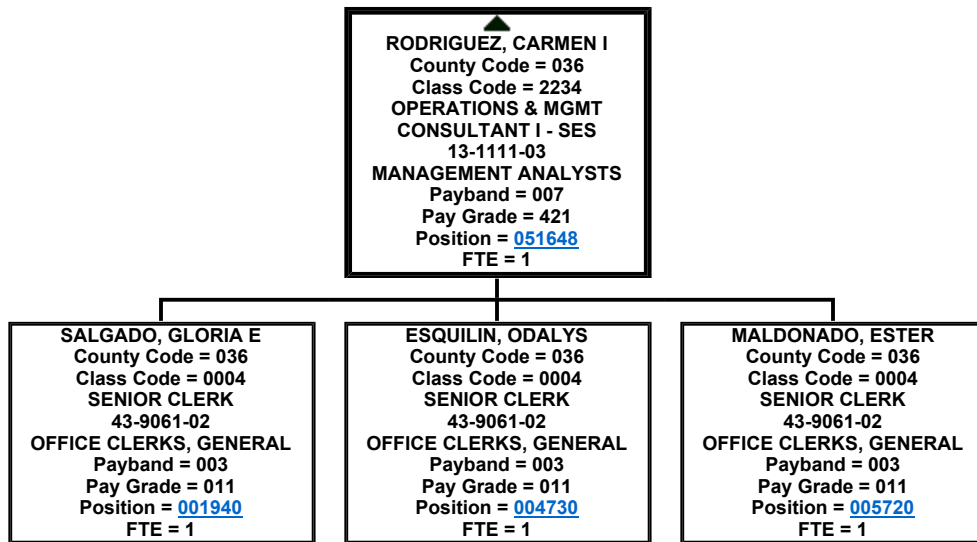 RODRIGUEZ, CARMEN I
County Code = 036
Class Code = 2234
OPERATIONS & MGMT
CONSULTANT I - SES
13-1111-03
MANAGEMENT ANALYSTS
Payband = 007
Pay Grade = 421
Position = 051648
FTE = 1
SALGADO, GLORIA E
County Code = 036
Class Code = 0004
SENIOR CLERK
43-9061-02
OFFICE CLERKS, GENERAL
Payband = 003
Pay Grade = 011
Position = 001940
FTE = 1
ESQUILIN, ODALYS
County Code = 036
Class Code = 0004
SENIOR CLERK
43-9061-02
OFFICE CLERKS, GENERAL
Payband = 003
Pay Grade = 011
Position = 004730
FTE = 1
MALDONADO, ESTER
County Code = 036
Class Code = 0004
SENIOR CLERK
43-9061-02
OFFICE CLERKS, GENERAL
Payband = 003
Pay Grade = 011
Position = 005720
FTE = 1